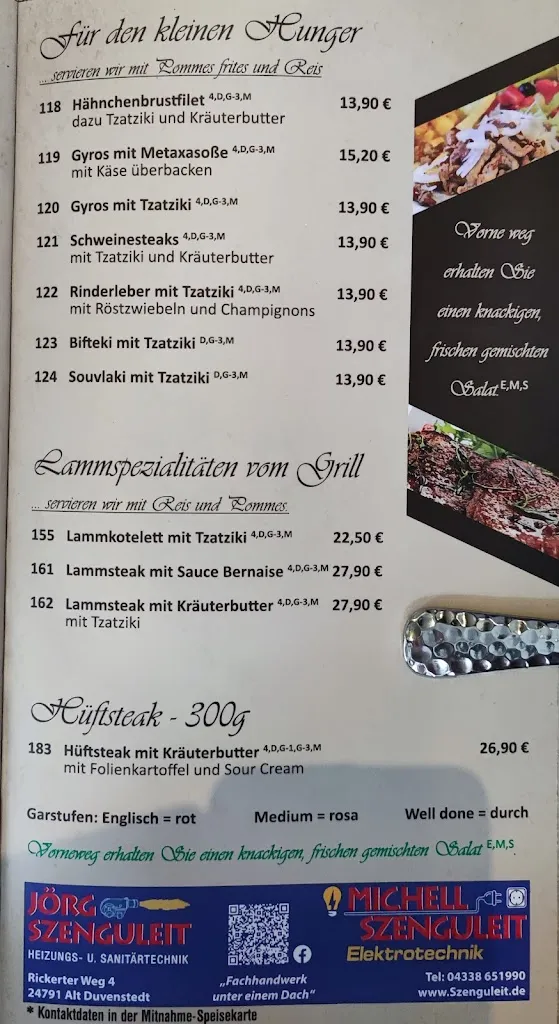 Für den kleinen Hunger
... servieren wir mit Pommes frites und Reis
118 Hähnchenbrustfilet 4,D,G-3,M 13,90 €
dazu Tzatziki und Kräuterbutter
119 Gyros mit Metaxasoße 4,D,G-3,M 15,20 €
mit Käse überbacken
120 Gyros mit Tzatziki 4,D,G-3,M 13,90 €
121 Schweinesteaks 4,D,G-3,M 13,90 €
mit Tzatziki und Kräuterbutter
122 Rinderleber mit Tzatziki 4,D,G-3,M 13,90 €
mit Röstzwiebeln und Champignons
123 Bifteki mit Tzatziki D,G-3,M 13,90 €
124 Souvlaki mit Tzatziki D,G-3,M 13,90 €
Vorne weg
erhalten Sie
einen knackigen,
frischen gemischten
Salat E,M,S
Lammspezialitäten vom Grill
... servieren wir mit Reis und Pommes.
155 Lammkotelett mit Tzatziki 4,D,G-3,M 22,50 €
161 Lammsteak mit Sauce Bernaise 4,D,G-3,M 27,90 €
162 Lammsteak mit Kräuterbutter 4,D,G-3,M 27,90 €
mit Tzatziki
Hüftsteak - 300g
183 Hüftsteak mit Kräuterbutter 4,D,G-1,G-3,M 26,90 €
mit Folienkartoffel und Sour Cream
Garstufen: Englisch = rot Medium = rosa Well done = durch
Vorneweg erhalten Sie einen knackigen, frischen gemischten Salat E,M,S.
JÖRG
SZENGULEIT
HEIZUNGS- U. SANITÄRTECHNIK
Rickerter Weg 4
24791 Alt Duvenstedt
„Fachhandwerk
unter einem Dach“
MICHELL
SZENGULEIT
Elektrotechnik
Tel: 04338 651990
www.Szenguleit.de
* Kontaktdaten in der Mitnahme-Speisekarte